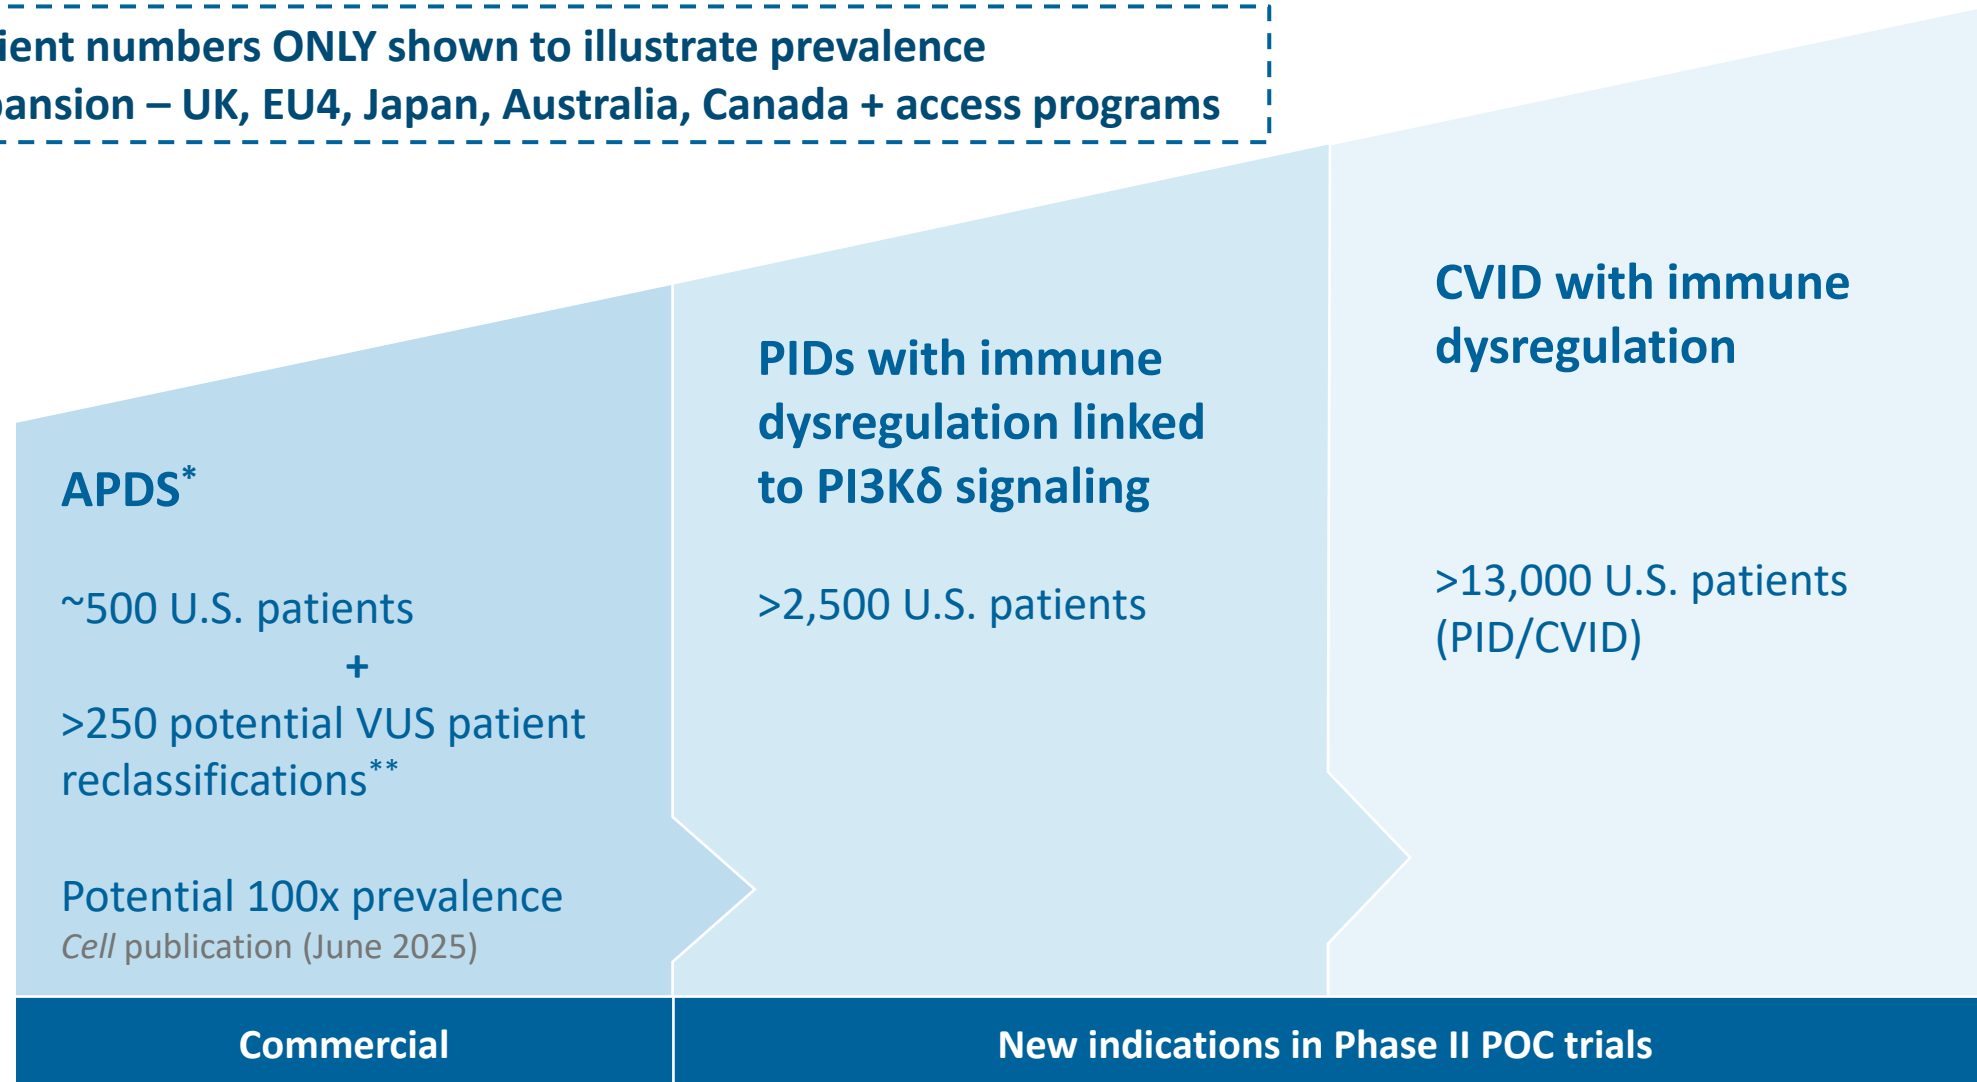 numbers ONLY shown to illustrate prevalence
– UK, EU4, Japan, Australia, Canada + access programs
CVID with immune
dysregulation
PIDs with immune
dysregulation linked
to PI3Kδ signaling
APDS*
~500 U.S. patients
+
>250 potential VUS patient
reclassifications**
>2,500 U.S. patients
>13,000 U.S. patients
(PID/CVID)
Potential 100x prevalence
Cell publication (June 2025)
Commercial
New indications in Phase II POC trials